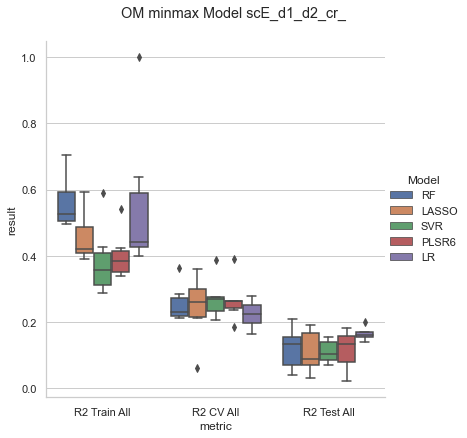 OM minmax Model scE_d1_d2_cr_
1.0
0.8
0.6
0.4
0.2
0.0
result
R2 Train All
R2 CV All
R2 Test All
metric
Model
RF
LASSO
SVR
PLSR6
LR